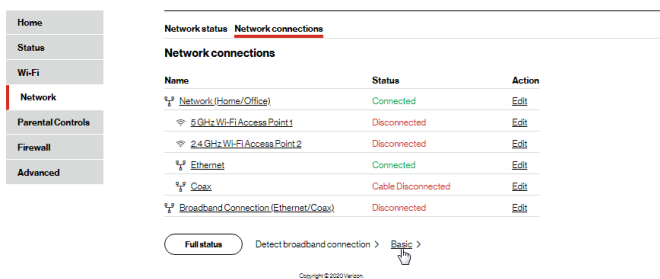 Home
Status
Wi-Fi
Network
Parental Controls
Firewall
Advanced
Network status Network connections
Network connections
Name Status Action
Network (Home/Office) Connected Edit
5 GHz Wi-Fi Access Point 1 Disconnected Edit
2.4 GHz Wi-Fi Access Point 2 Disconnected Edit
Ethernet Connected Edit
Coax Cable Disconnected Edit
Broadband Connection (Ethernet/Coax) Disconnected Edit
Full status Detect broadband connection > Basic >
Copyright © 2020 Verizon.